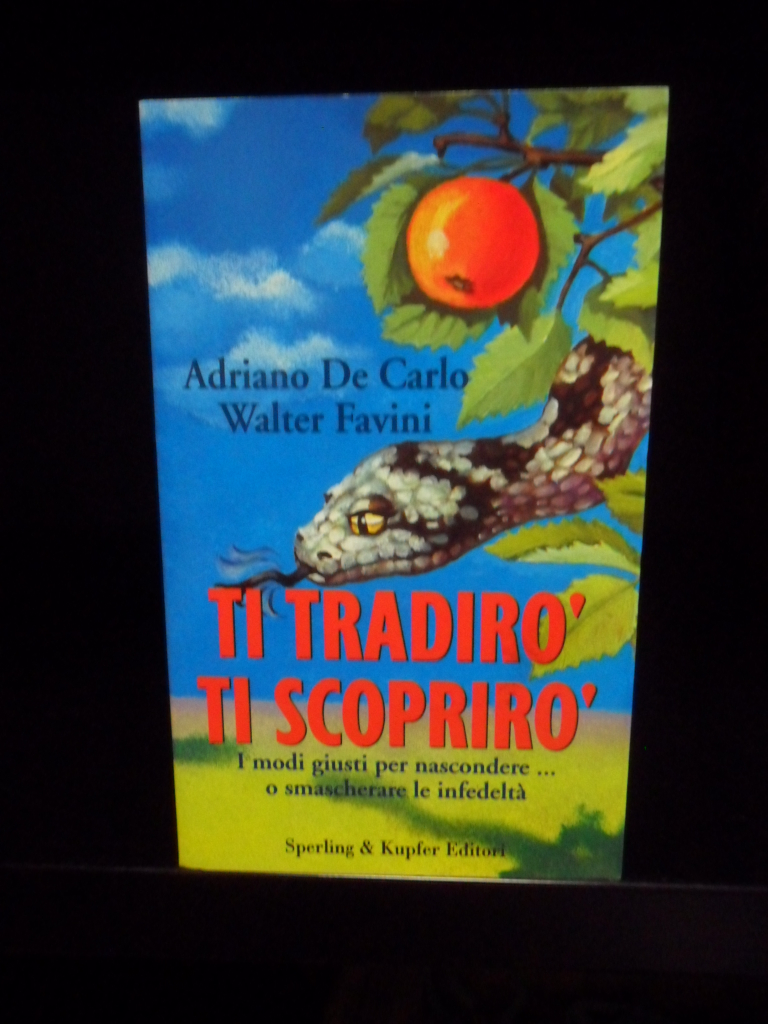 Adriano De Carlo
Walter Favini
TI TRADIRO'
TI SCOPRIRO'
I modi giusti per nascondere ...
o smascherare le infedeltà
Sperling & Kupfer Editori